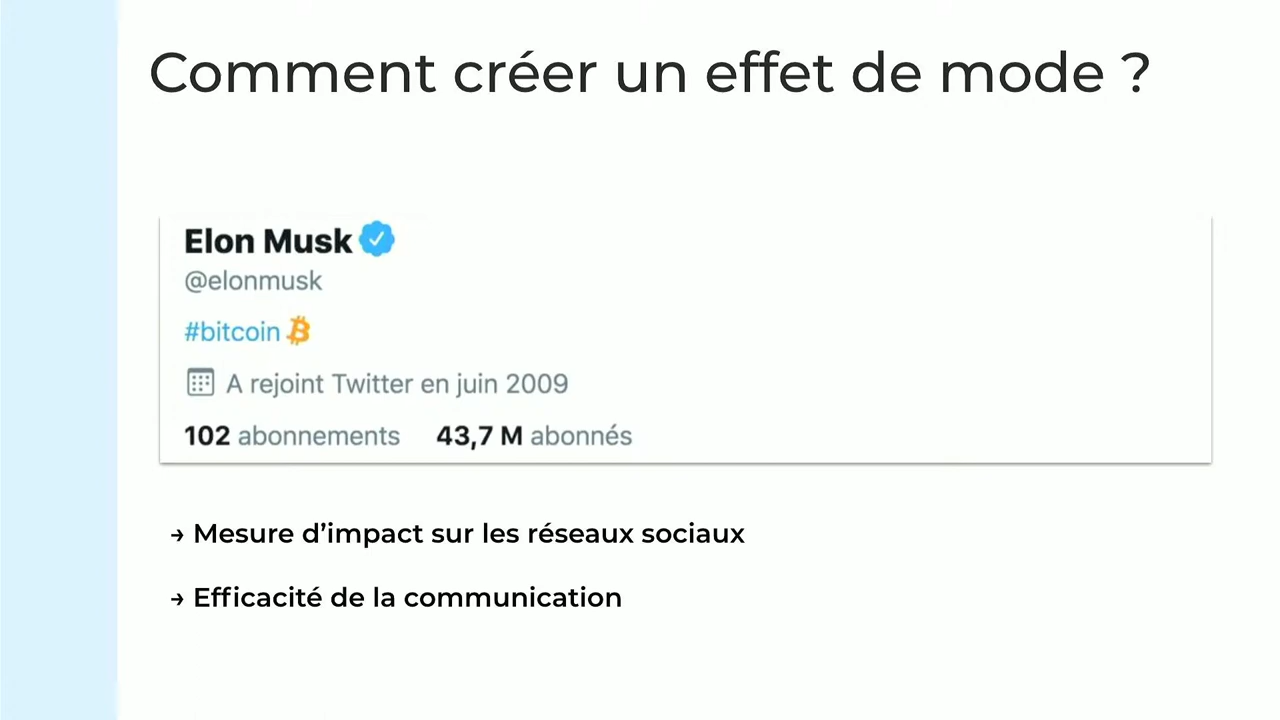 Comment créer un effet de mode ?
Elon Musk
@elonmusk
#bitcoin
A rejoint Twitter en juin 2009
102 abonnements 43,7 M abonnés
→ Mesure d’impact sur les réseaux sociaux
→ Efficacité de la communication